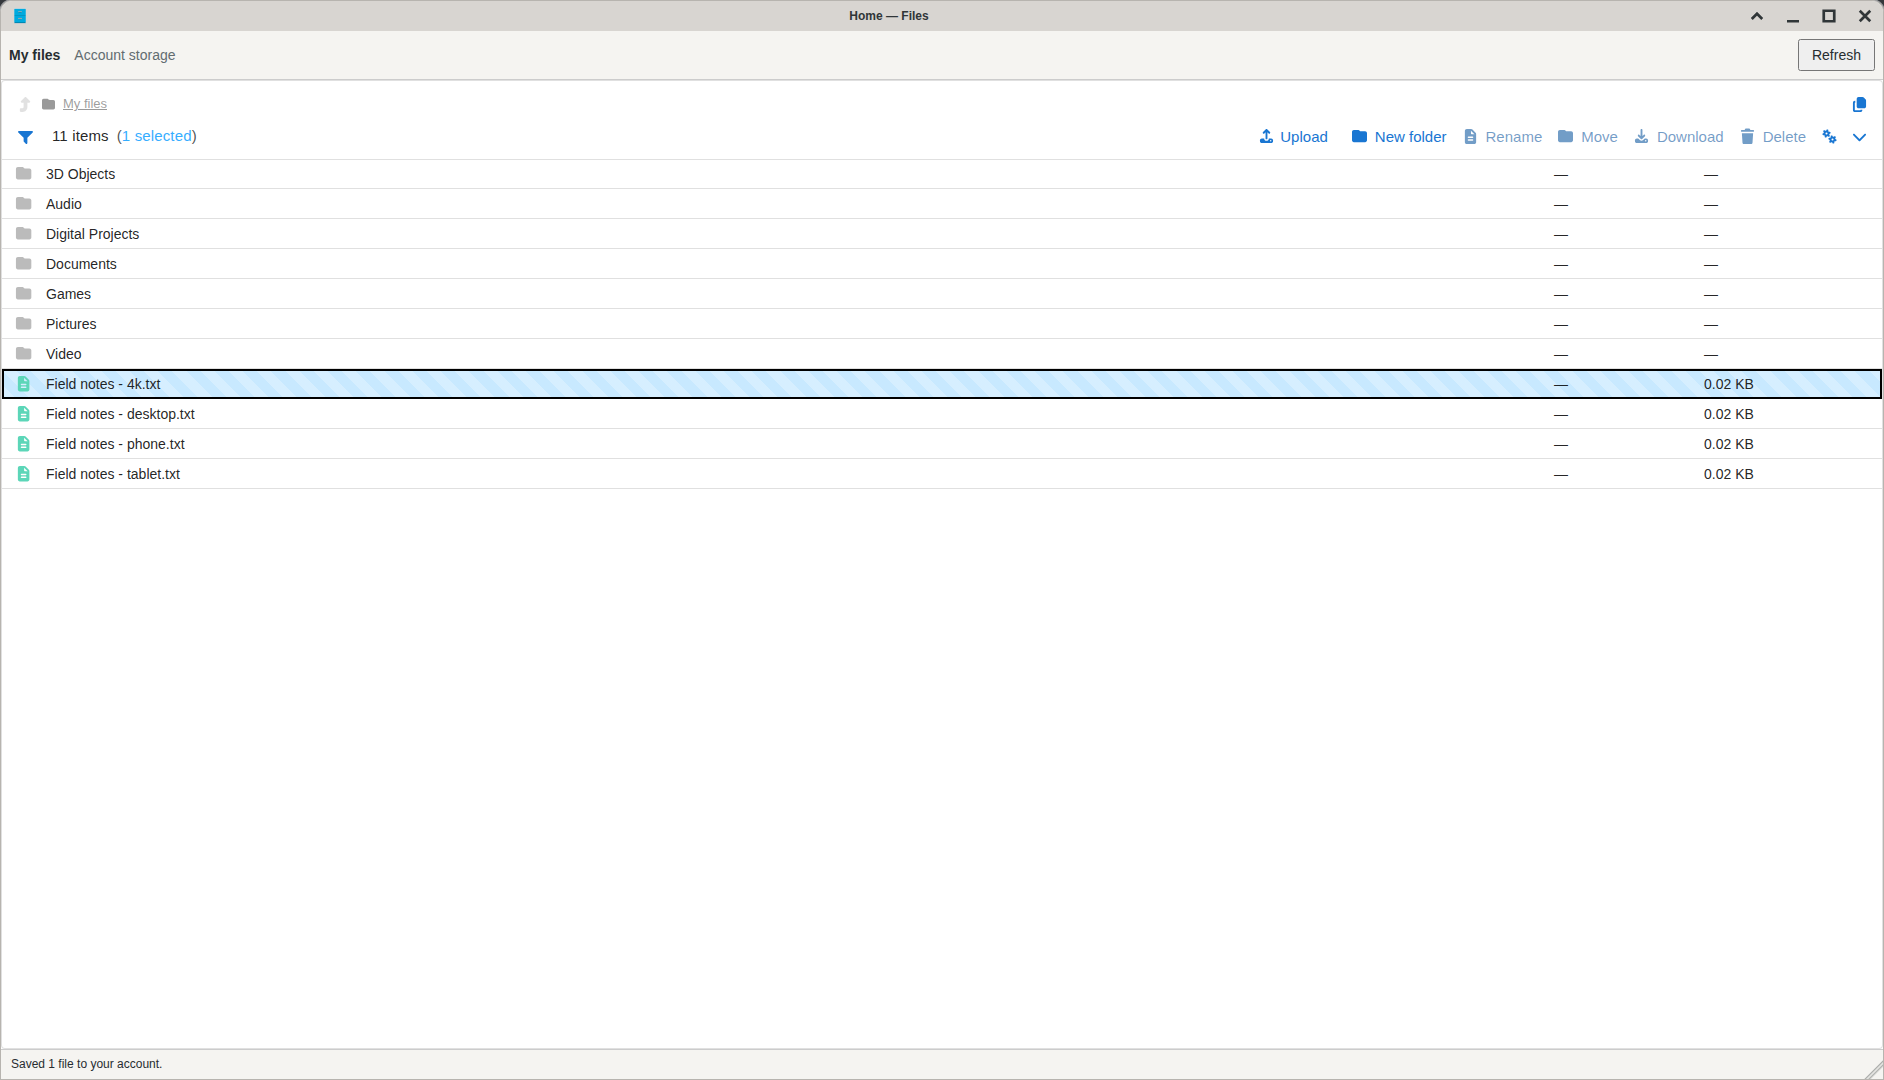 Home — Files
My files Account storage Refresh
My files
11 items (1 selected) Upload New folder Rename Move Download Delete
3D Objects — —
Audio — —
Digital Projects — —
Documents — —
Games — —
Pictures — —
Video — —
Field notes - 4k.txt — 0.02 KB
Field notes - desktop.txt — 0.02 KB
Field notes - phone.txt — 0.02 KB
Field notes - tablet.txt — 0.02 KB
Saved 1 file to your account.